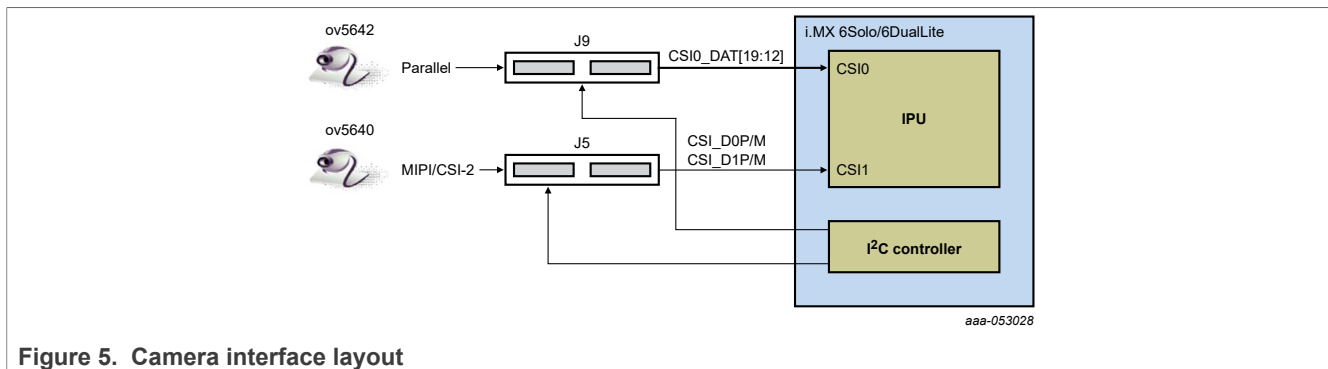 ov5642
J9
i.MX 6Solo/6DualLite
Parallel
CSI0_DAT[19:12]
CSI0
IPU
ov5640
J5
CSI_D0P/M
MIPI/CSI-2
CSI_D1P/M
CSI1
I²C controller
aaa-053028
Figure 5. Camera interface layout